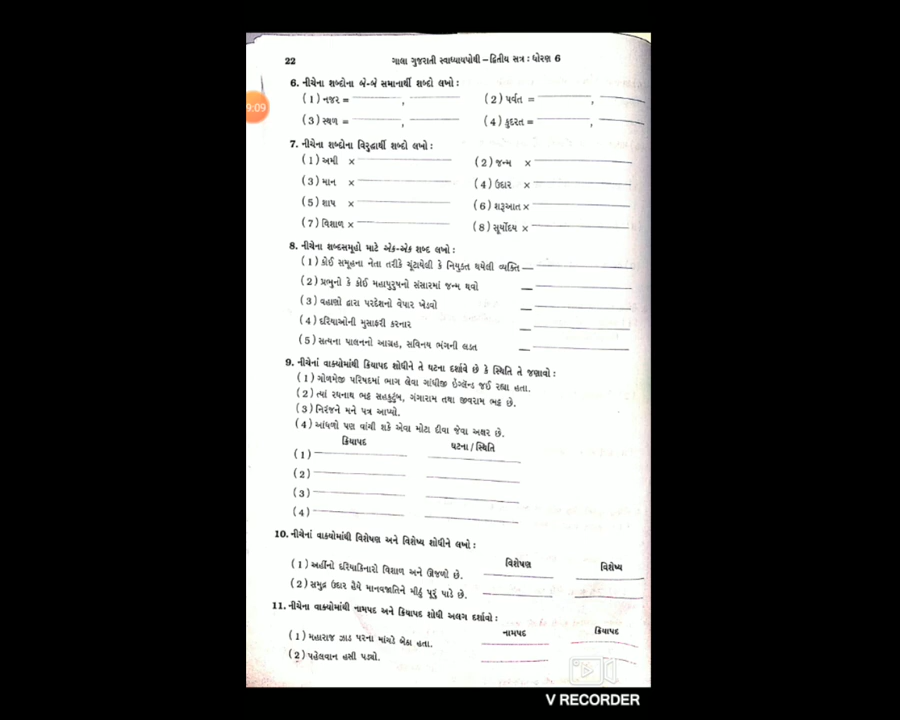 22 ગાલા ગુજરાતી સ્વાધ્યાયપોથી – દ્વિતીય સત્ર : ધોરણ 6
9:09
6. નીચેના શબ્દોના બે-બે સમાનાર્થી શબ્દો લખો :
(1) નજર = , (2) પર્વત = ,
(3) સ્થળ = , (4) કુદરત = ,
7. નીચેના શબ્દોના વિરુદ્ધાર્થી શબ્દો લખો :
(1) અમી × (2) જન્મ ×
(3) માન × (4) ઉદાર ×
(5) શાપ × (6) શરૂઆત ×
(7) વિશાળ × (8) સૂર્યોદય ×
8. નીચેના શબ્દસમૂહો માટે એક-એક શબ્દ લખો :
(1) કોઈ સમૂહના નેતા તરીકે ચૂંટાયેલી કે નિયુક્ત થયેલી વ્યક્તિ –
(2) પ્રભુનો કે કોઈ મહાપુરુષનો સંસારમાં જન્મ થવો –
(3) વહાણો દ્વારા પરદેશનો વેપાર ખેડવો –
(4) દરિયાઓની મુસાફરી કરનાર –
(5) સત્યના પાલનનો આગ્રહ, સવિનય ભંગની લડત –
9. નીચેનાં વાક્યોમાંથી ક્રિયાપદ શોધીને તે ઘટના દર્શાવે છે કે સ્થિતિ તે જણાવો :
(1) ગોળમેજી પરિષદમાં ભાગ લેવા ગાંધીજી ઇંગ્લૅન્ડ જઈ રહ્યા હતા.
(2) ત્યાં રઘનાથ ભટ્ટ સહકુટુંબ, ગંગારામ તથા જીવરામ ભટ્ટ છે.
(3) નિરંજને મને પત્ર આપ્યો.
(4) આંધળો પણ વાંચી શકે એવા મોટા દીવા જેવા અક્ષર છે.
ક્રિયાપદ ઘટના / સ્થિતિ
(1)
(2)
(3)
(4)
10. નીચેનાં વાક્યોમાંથી વિશેષણ અને વિશેષ્ય શોધીને લખો :
વિશેષણ વિશેષ્ય
(1) અહીંનો દરિયાકિનારો વિશાળ અને ઊજળો છે.
(2) સમુદ્ર ઉદાર હૈયે માનવજાતિને મીઠું પૂરું પાડે છે.
11. નીચેના વાક્યોમાંથી નામપદ અને ક્રિયાપદ શોધી અલગ દર્શાવો :
નામપદ ક્રિયાપદ
(1) મહારાજ ઝાડ પરના માંચડે બેઠા હતા.
(2) પહેલવાન હસી પડ્યો.
V RECORDER